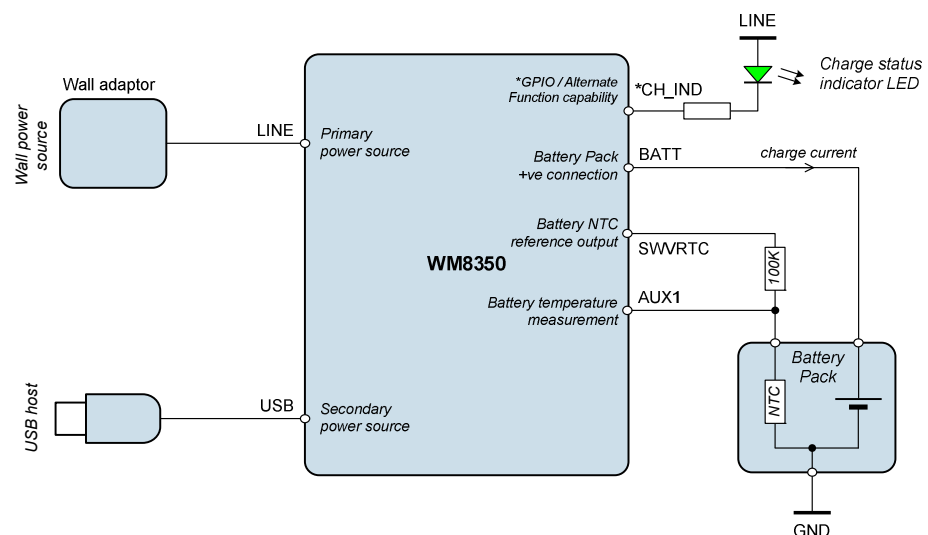 LINE
*GPIO / Alternate
Function capability
*CH_IND
Charge status
indicator LED
Wall adaptor
Wall power
source
LINE
Primary
power source
Battery Pack
+ve connection
BATT
charge current
Battery NTC
reference output
SWVRTC
100K
WM8350
Battery temperature
measurement
AUX1
Battery
Pack
NTC
USB host
USB
Secondary
power source
GND